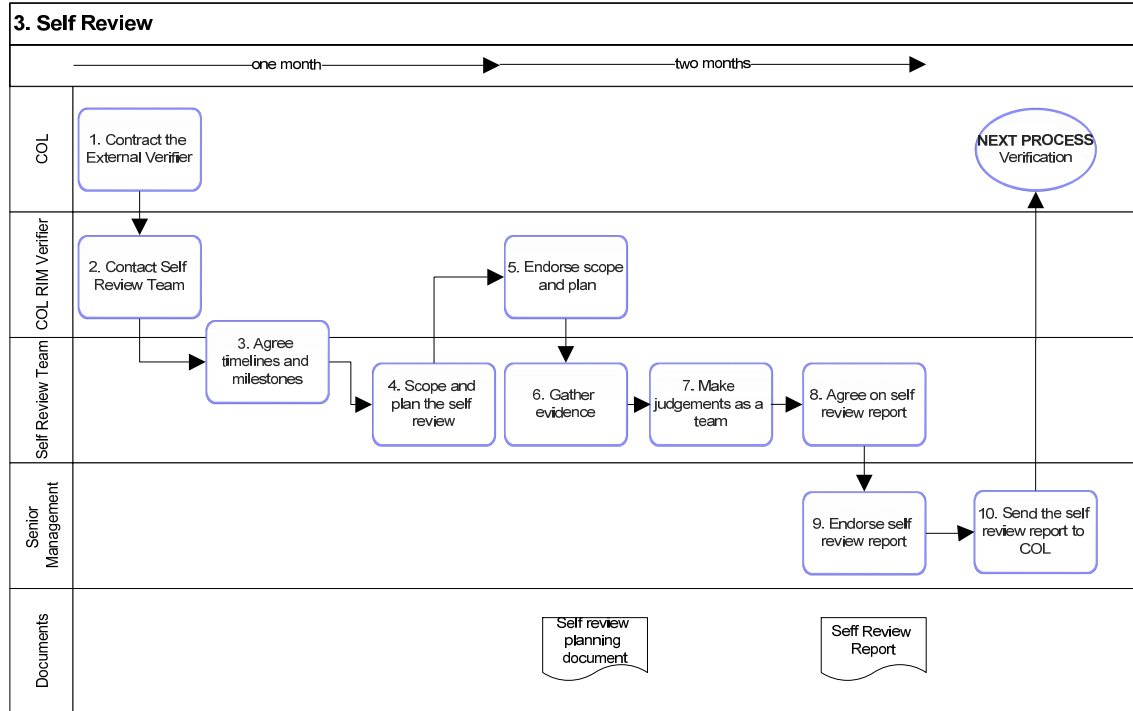 3. Self Review
one month
two months
COL
1. Contract the
External Verifier
NEXT PROCESS
Verification
COL RIM Verifier
2. Contact Self
Review Team
5. Endorse scope
and plan
Self Review Team
3. Agree
timelines and
milestones
4. Scope and
plan the self
review
6. Gather
evidence
7. Make
judgements as a
team
8. Agree on self
review report
Senior
Management
9. Endorse self
review report
10. Send the self
review report to
COL
Documents
Self review
planning
document
Seff Review
Report